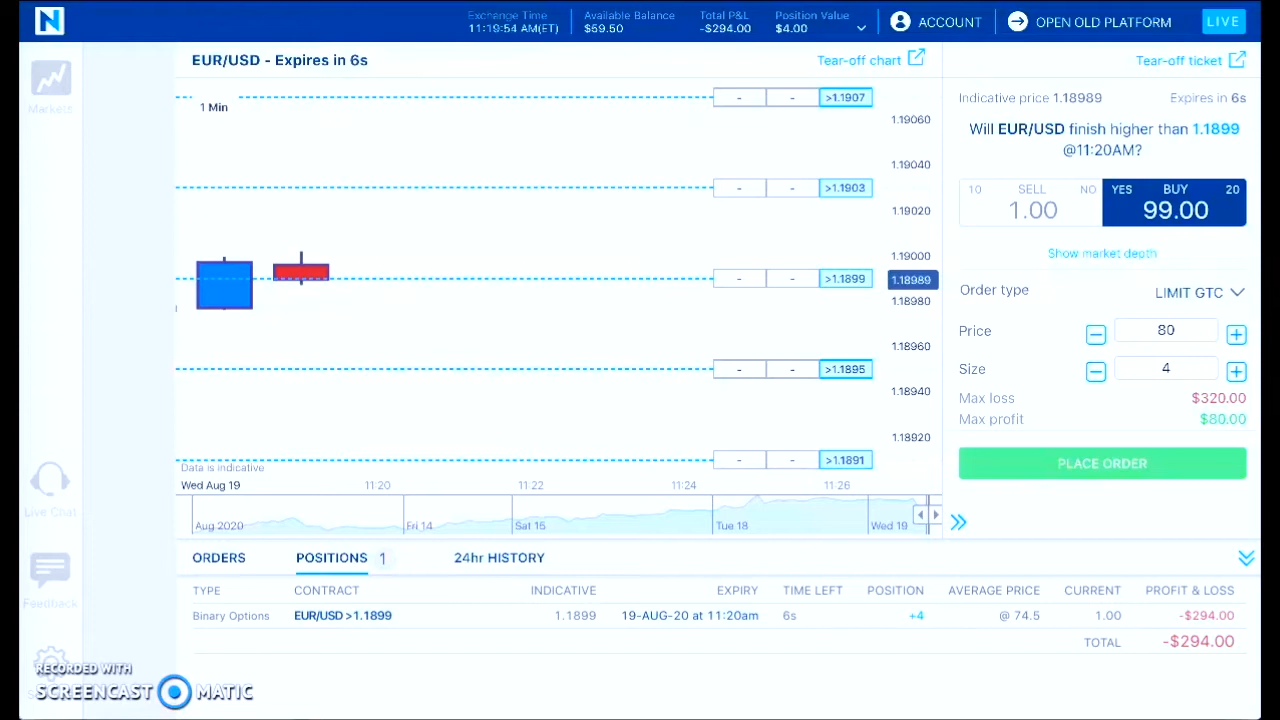 N
Exchange Time
11:19:54 AM(ET)
Available Balance
$59.50
Total P&L
-$294.00
Position Value
$4.00
ACCOUNT
OPEN OLD PLATFORM
LIVE
Markets
EUR/USD - Expires in 6s
Tear-off chart
1 Min
- - >1.1907
- - >1.1903
- - >1.1899
- - >1.1895
- - >1.1891
1.19060
1.19040
1.19020
1.19000
1.18989
1.18980
1.18960
1.18940
1.18920
Data is indicative
Wed Aug 19
11:20
11:22
11:24
11:26
Aug 2020
Fri 14
Sat 15
Tue 18
Wed 19
Tear-off ticket
Indicative price 1.18989
Expires in 6s
Will EUR/USD finish higher than 1.1899
@11:20AM?
10 SELL NO
1.00
YES BUY 20
99.00
Show market depth
Order type
LIMIT GTC
Price
80
Size
4
Max loss
$320.00
Max profit
$80.00
PLACE ORDER
Live Chat
Feedback
ORDERS
POSITIONS 1
24hr HISTORY
TYPE CONTRACT INDICATIVE EXPIRY TIME LEFT POSITION AVERAGE PRICE CURRENT PROFIT & LOSS
Binary Options EUR/USD >1.1899 1.1899 19-AUG-20 at 11:20am 6s +4 @ 74.5 1.00 -$294.00
TOTAL -$294.00
RECORDED WITH
SCREENCAST MATIC